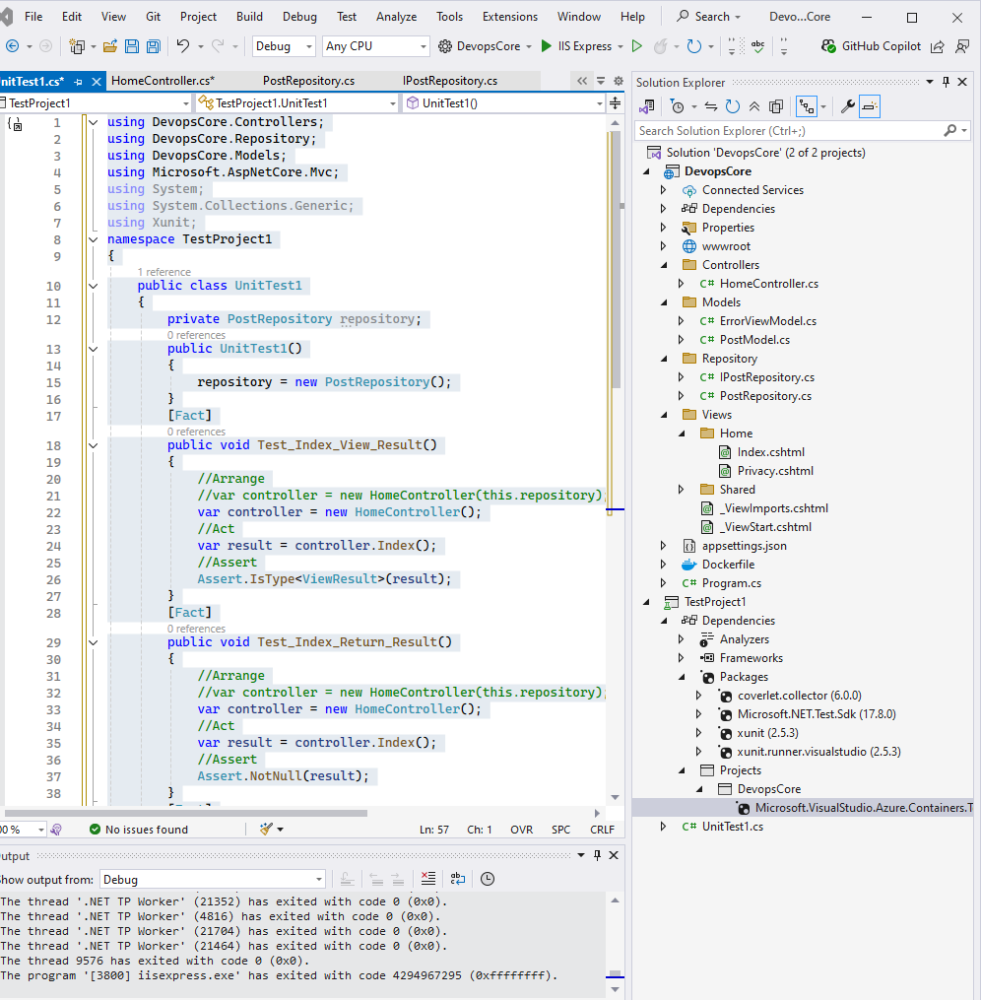 File Edit View Git Project Build Debug Test Analyze Tools Extensions Window Help Search Devo...Core
Debug Any CPU DevopsCore IIS Express GitHub Copilot
nitTest1.cs* HomeController.cs* PostRepository.cs IPostRepository.cs
TestProject1 TestProject1.UnitTest1 UnitTest1()
1 using DevopsCore.Controllers;
2 using DevopsCore.Repository;
3 using DevopsCore.Models;
4 using Microsoft.AspNetCore.Mvc;
5 using System;
6 using System.Collections.Generic;
7 using Xunit;
8 namespace TestProject1
9 {
1 reference
10 public class UnitTest1
11 {
12 private PostRepository repository;
0 references
13 public UnitTest1()
14 {
15 repository = new PostRepository();
16 }
17 [Fact]
0 references
18 public void Test_Index_View_Result()
19 {
20 //Arrange
21 //var controller = new HomeController(this.repository);
22 var controller = new HomeController();
23 //Act
24 var result = controller.Index();
25 //Assert
26 Assert.IsType<ViewResult>(result);
27 }
28 [Fact]
0 references
29 public void Test_Index_Return_Result()
30 {
31 //Arrange
32 //var controller = new HomeController(this.repository);
33 var controller = new HomeController();
34 //Act
35 var result = controller.Index();
36 //Assert
37 Assert.NotNull(result);
38 }
00 % No issues found Ln: 57 Ch: 1 OVR SPC CRLF
utput
how output from: Debug
The thread '.NET TP Worker' (21352) has exited with code 0 (0x0).
The thread '.NET TP Worker' (4816) has exited with code 0 (0x0).
The thread '.NET TP Worker' (21704) has exited with code 0 (0x0).
The thread '.NET TP Worker' (21464) has exited with code 0 (0x0).
The thread 9576 has exited with code 0 (0x0).
The program '[3800] iisexpress.exe' has exited with code 4294967295 (0xffffffff).
Solution Explorer
Search Solution Explorer (Ctrl+;)
Solution 'DevopsCore' (2 of 2 projects)
DevopsCore
Connected Services
Dependencies
Properties
wwwroot
Controllers
C# HomeController.cs
Models
C# ErrorViewModel.cs
C# PostModel.cs
Repository
C# IPostRepository.cs
C# PostRepository.cs
Views
Home
Index.cshtml
Privacy.cshtml
Shared
_ViewImports.cshtml
_ViewStart.cshtml
appsettings.json
Dockerfile
C# Program.cs
TestProject1
Dependencies
Analyzers
Frameworks
Packages
coverlet.collector (6.0.0)
Microsoft.NET.Test.Sdk (17.8.0)
xunit (2.5.3)
xunit.runner.visualstudio (2.5.3)
Projects
DevopsCore
Microsoft.VisualStudio.Azure.Containers.T
C# UnitTest1.cs